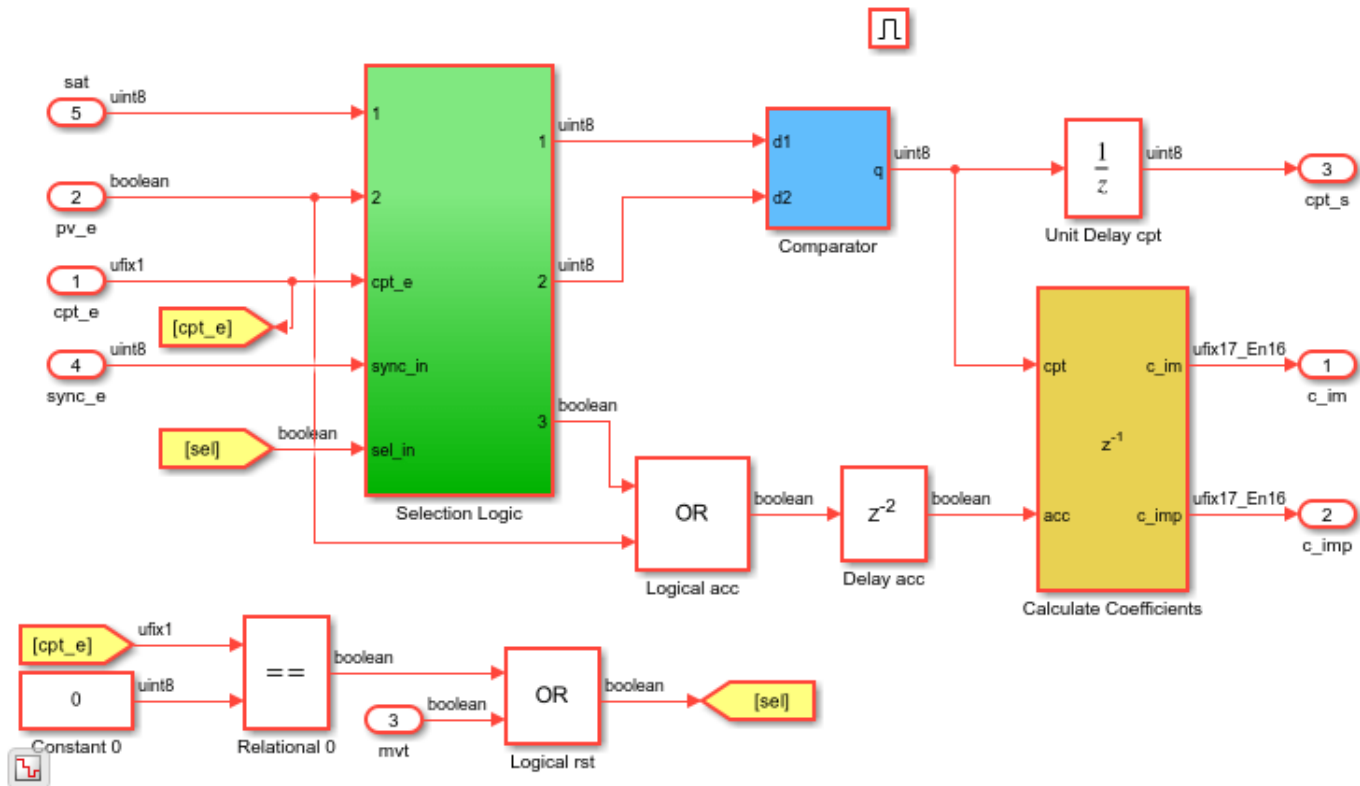 sat
5
uint8
1
1
uint8
d1
q
uint8
1
z
uint8
3
cpt_s
Unit Delay cpt
2
pv_e
boolean
2
d2
Comparator
1
cpt_e
ufix1
cpt_e
2
uint8
[cpt_e]
4
sync_e
uint8
sync_in
[sel]
boolean
sel_in
3
boolean
Selection Logic
OR
Logical acc
boolean
z-2
Delay acc
boolean
cpt
c_im
z-1
acc
c_imp
Calculate Coefficients
ufix17_En16
1
c_im
ufix17_En16
2
c_imp
[cpt_e]
ufix1
0
uint8
Constant 0
==
Relational 0
boolean
3
mvt
boolean
OR
Logical rst
boolean
[sel]